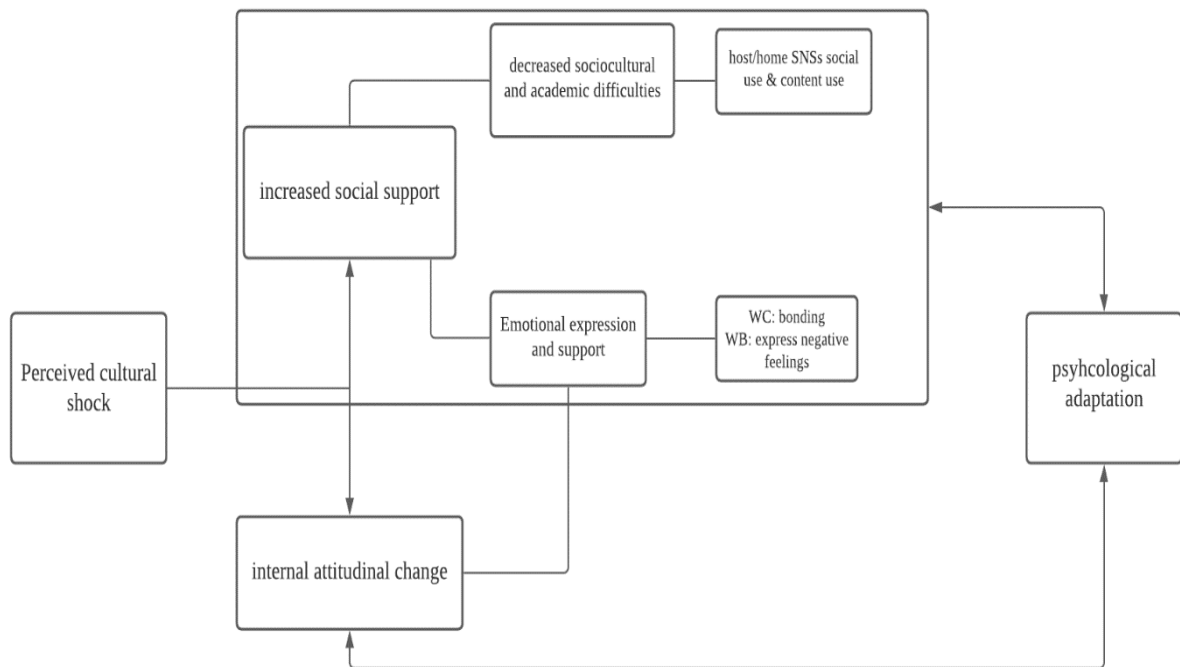 decreased sociocultural
and academic difficulties
host/home SNSs social
use & content use
increased social support
Emotional expression
and support
WC: bonding
WB: express negative
feelings
Perceived cultural
shock
psyhcological
adaptation
internal attitudinal change